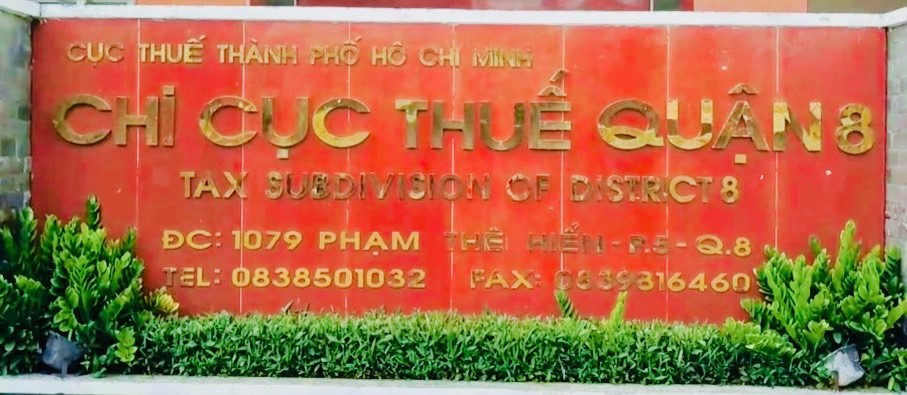 CỤC THUẾ THÀNH PHỐ HỒ CHÍ MINH
CHI CỤC THUẾ QUẬN 8
TAX SUBDIVISION OF DISTRICT 8
ĐC: 1079 PHẠM THẾ HIỂN - P.5 - Q.8
TEL: 0838501032 FAX: 0839816460